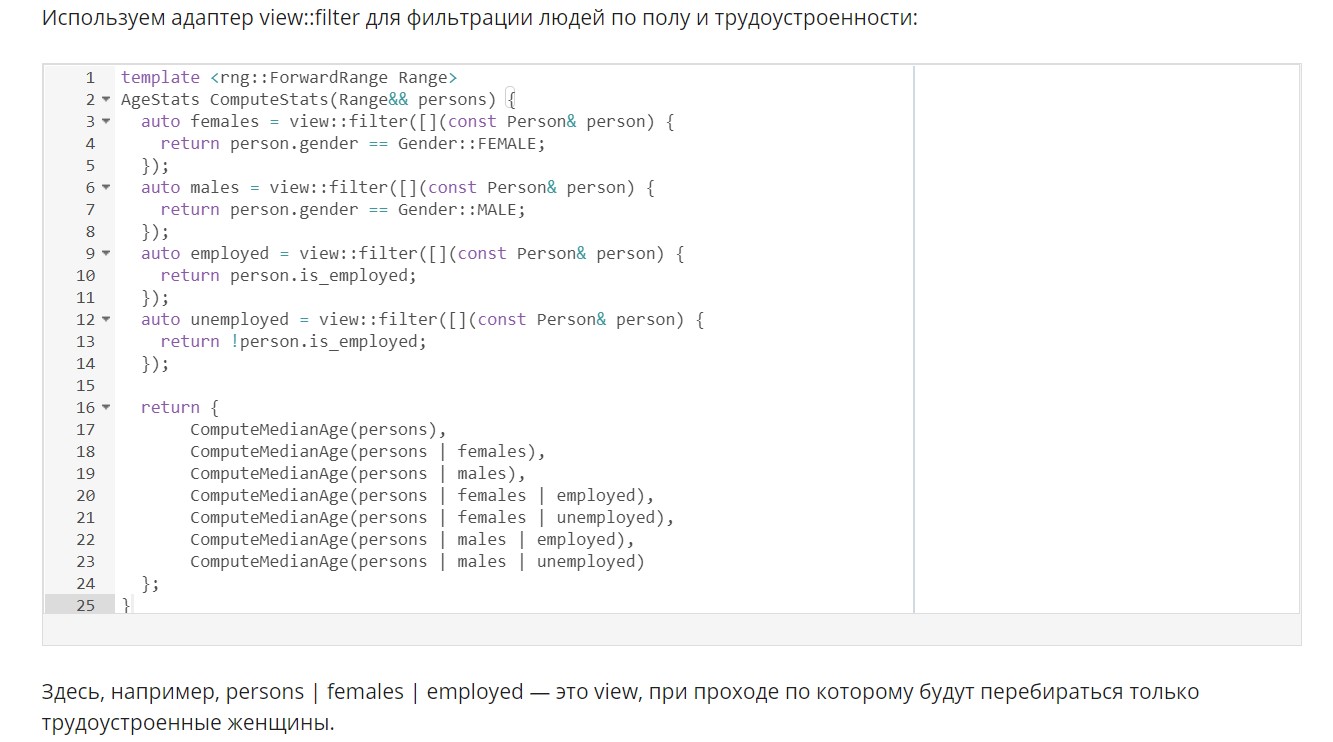 Используем адаптер view::filter для фильтрации людей по полу и трудоустроенности:
1 template <rng::ForwardRange Range>
2 AgeStats ComputeStats(Range&& persons) {
3   auto females = view::filter([](const Person& person) {
4     return person.gender == Gender::FEMALE;
5   });
6   auto males = view::filter([](const Person& person) {
7     return person.gender == Gender::MALE;
8   });
9   auto employed = view::filter([](const Person& person) {
10     return person.is_employed;
11   });
12   auto unemployed = view::filter([](const Person& person) {
13     return !person.is_employed;
14   });
15
16   return {
17        ComputeMedianAge(persons),
18        ComputeMedianAge(persons | females),
19        ComputeMedianAge(persons | males),
20        ComputeMedianAge(persons | females | employed),
21        ComputeMedianAge(persons | females | unemployed),
22        ComputeMedianAge(persons | males | employed),
23        ComputeMedianAge(persons | males | unemployed)
24   };
25 }
Здесь, например, persons | females | employed — это view, при проходе по которому будут перебираться только
трудоустроенные женщины.